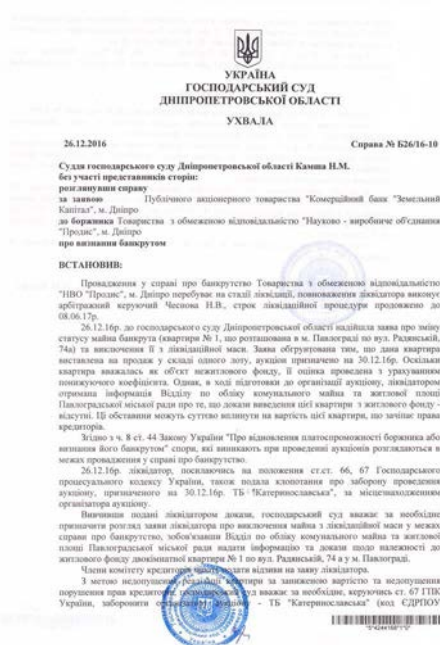 УКРАЇНА
ГОСПОДАРСЬКИЙ СУД
ДНІПРОПЕТРОВСЬКОЇ ОБЛАСТІ
УХВАЛА
26.12.2016 Справа № Б26/16-10
Суддя господарського суду Дніпропетровської області Камша Н.М.
без участі представників сторін:
розглянувши справу
за заявою Публічного акціонерного товариства "Комерційний банк "Земельний
Капітал", м. Дніпро
до боржника Товариства з обмеженою відповідальністю "Науково - виробниче об'єднання
"Продис", м. Дніпро
про визнання банкрутом
ВСТАНОВИВ:
Провадження у справі про банкрутство Товариства з обмеженою відповідальністю
"НВО "Продис", м. Дніпро перебуває на стадії ліквідації, повноваження ліквідатора виконує
арбітражний керуючий Чеснова Н.В., строк ліквідаційної процедури продовжено до
08.06.17р.
26.12.16р. до господарського суду Дніпропетровської області надійшла заява про зміну
статусу майна банкрута (квартири № 1, що розташована в м. Павлограді по вул. Радянській,
74а) та виключення її з ліквідаційної маси. Заява обґрунтована тим, що дана квартира
виставлена на продаж у складі одного лоту, аукціон призначено на 30.12.16р. Оскільки
квартира вважалась як об'єкт нежитлового фонду, її оцінка проведена з урахуванням
понижуючого коефіцієнта. Однак, в ході підготовки до організації аукціону, ліквідатором
отримана інформація Відділу по обліку комунального майна та житлової площі
Павлоградської міської ради про те, що докази виведення цієї квартири з житлового фонду -
відсутні. Ці обставини можуть суттєво вплинути на вартість цієї квартири, що зачіпає права
кредиторів.
Згідно з ч. 8 ст. 44 Закону України "Про відновлення платоспроможності боржника або
визнання його банкрутом" спори, які виникають при проведенні аукціонів розглядаються в
межах провадження у справі про банкрутство.
26.12.16р. ліквідатор, посилаючись на положення ст.ст. 66, 67 Господарського
процесуального кодексу України, також подала клопотання про заборону проведення
аукціону, призначеного на 30.12.16р. ТБ "Катеринославська", за місцезнаходженням
організатора аукціону.
Вивчивши подані ліквідатором докази, господарський суд вважає за необхідне
призначити розгляд заяви ліквідатора про виключення майна з ліквідаційної маси у межах
справи про банкрутство, зобов'язавши Відділ по обліку комунального майна та житлової
площі Павлоградської міської ради надати інформацію та докази щодо належності до
житлового фонду двокімнатної квартири № 1 по вул. Радянській, 74 а у м. Павлограді.
Члени комітету кредиторів мають подати відзиви на заяву ліквідатора.
З метою недопущення реалізації квартири за заниженою вартістю та недопущення
порушення прав кредиторів, господарський суд вважає за необхідне, керуючись ст. 67 ГПК
України, заборонити організатору аукціону - ТБ "Катеринославська" (код ЄДРПОУ